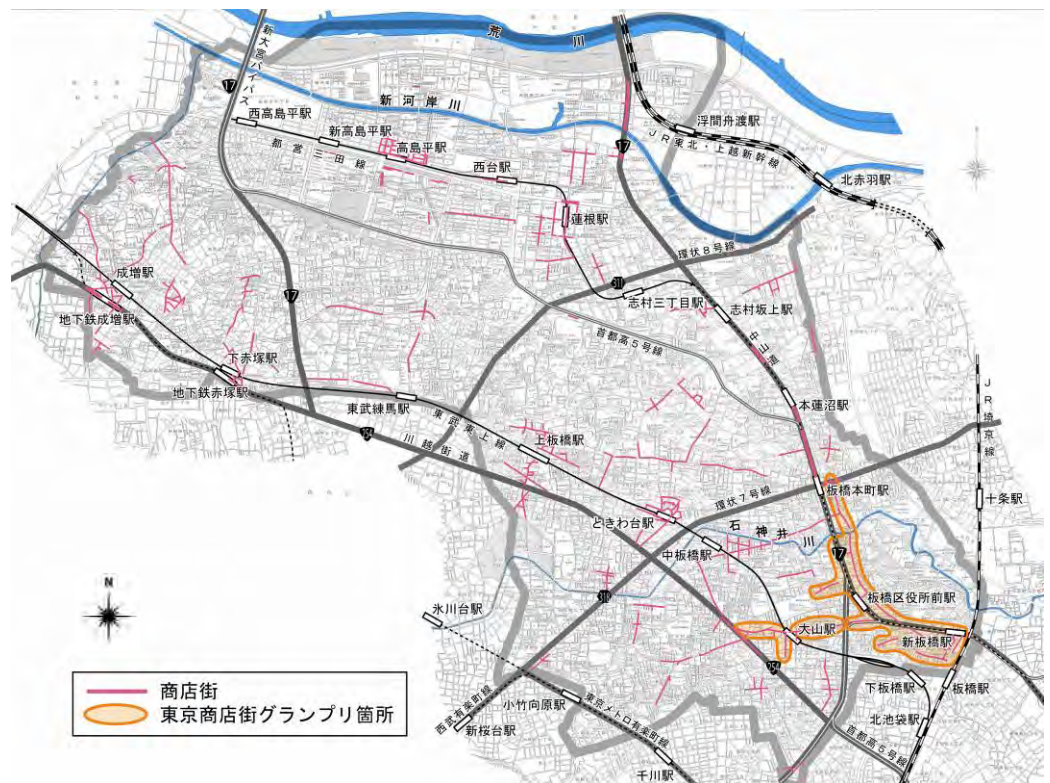 荒川
新大宮バイパス
17
新河岸川
西高島平駅
新高島平駅
高島平駅
都営三田線
西台駅
蓮根駅
17
浮間舟渡駅
JR東北・上越新幹線
北赤羽駅
環状8号線
311
志村三丁目駅
志村坂上駅
首都高5号線
中山道
本蓮沼駅
成増駅
地下鉄成増駅
17
下赤塚駅
地下鉄赤塚駅
東武練馬駅
東武東上線
254
川越街道
上板橋駅
JR埼京線
十条駅
板橋本町駅
環状7号線
ときわ台駅
石神井川
中板橋駅
17
318
板橋区役所前駅
N
氷川台駅
大山駅
新板橋駅
254
下板橋駅
板橋駅
北池袋駅
首都高5号線
西武有楽町線
新桜台駅
小竹向原駅
東京メトロ有楽町線
千川駅
商店街
東京商店街グランプリ箇所